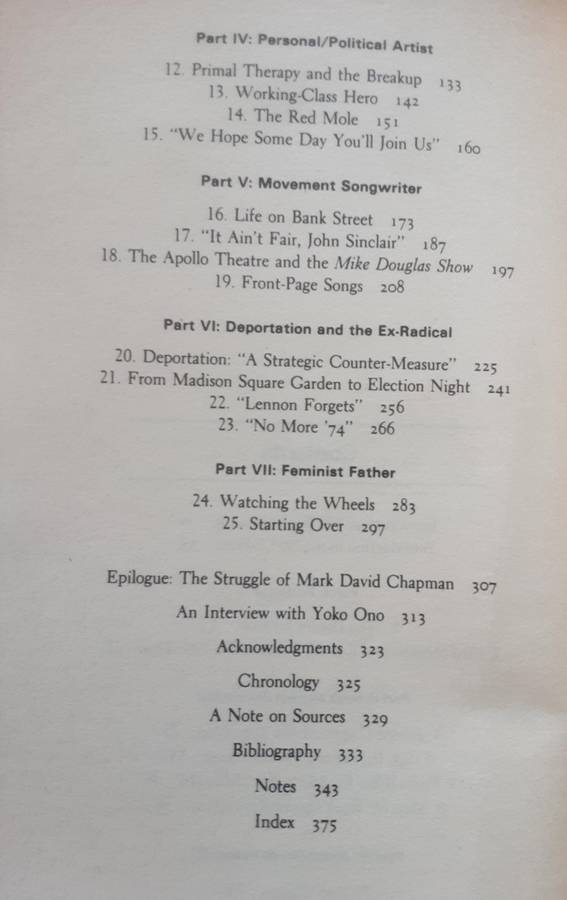 Part IV: Personal/Political Artist
12. Primal Therapy and the Breakup 133
13. Working-Class Hero 142
14. The Red Mole 151
15. "We Hope Some Day You'll Join Us" 160
Part V: Movement Songwriter
16. Life on Bank Street 173
17. "It Ain't Fair, John Sinclair" 187
18. The Apollo Theatre and the Mike Douglas Show 197
19. Front-Page Songs 208
Part VI: Deportation and the Ex-Radical
20. Deportation: "A Strategic Counter-Measure" 225
21. From Madison Square Garden to Election Night 241
22. "Lennon Forgets" 256
23. "No More '74" 266
Part VII: Feminist Father
24. Watching the Wheels 283
25. Starting Over 297
Epilogue: The Struggle of Mark David Chapman 307
An Interview with Yoko Ono 313
Acknowledgments 323
Chronology 325
A Note on Sources 329
Bibliography 333
Notes 343
Index 375